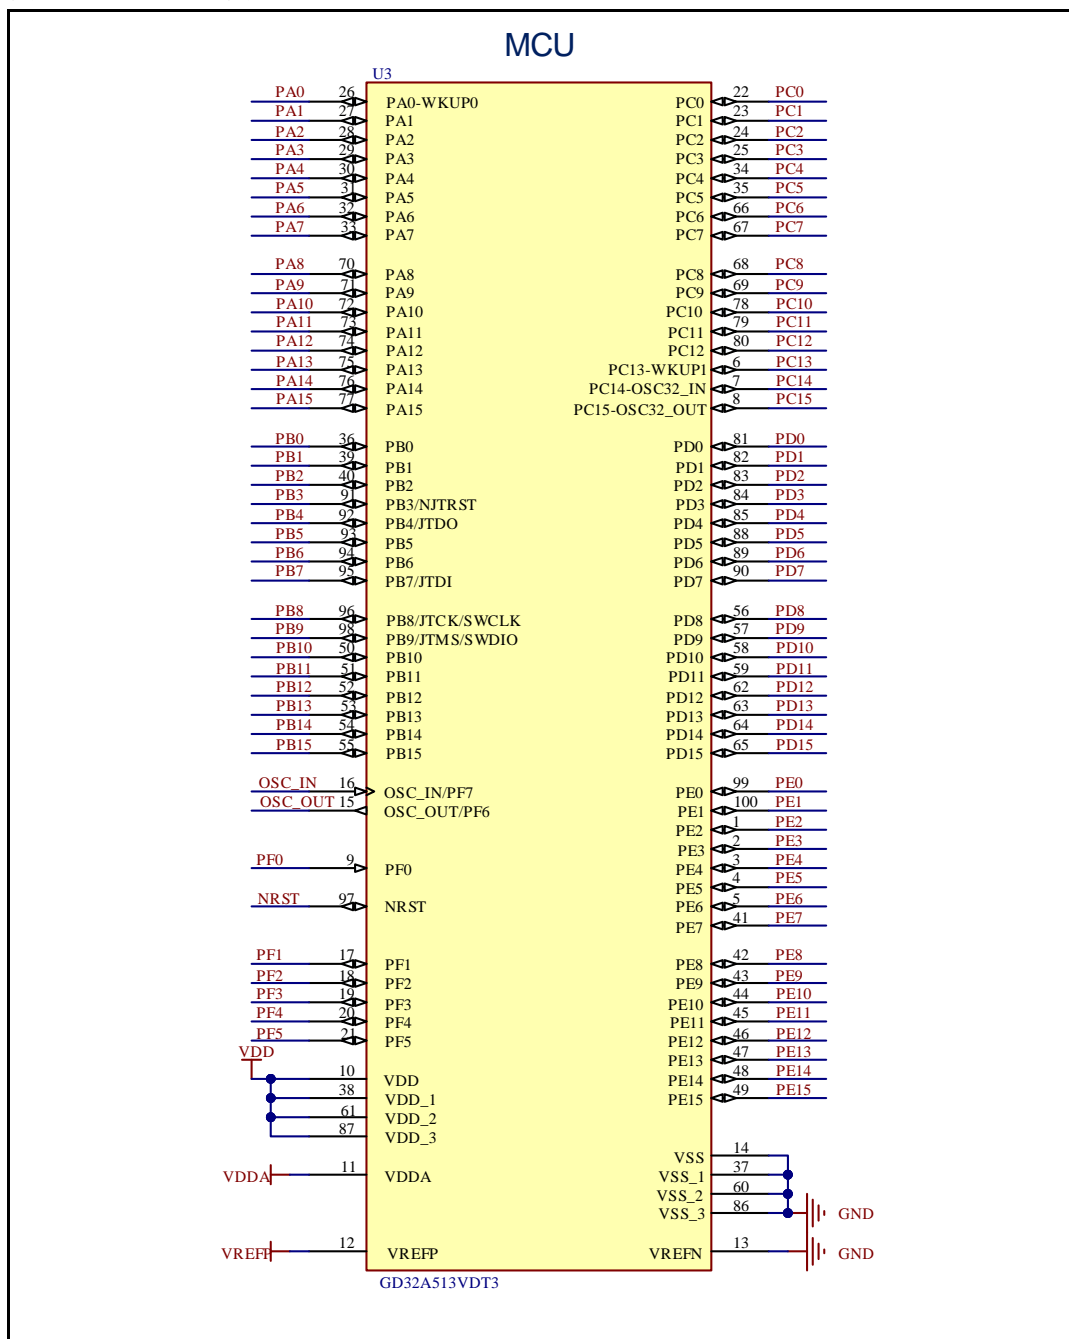 MCU
U3
PA0 26 PA0-WKUP0 PC0 22 PC0
PA1 27 PA1 PC1 23 PC1
PA2 28 PA2 PC2 24 PC2
PA3 29 PA3 PC3 25 PC3
PA4 30 PA4 PC4 34 PC4
PA5 31 PA5 PC5 35 PC5
PA6 32 PA6 PC6 66 PC6
PA7 33 PA7 PC7 67 PC7
PA8 70 PA8 PC8 68 PC8
PA9 71 PA9 PC9 69 PC9
PA10 72 PA10 PC10 78 PC10
PA11 73 PA11 PC11 79 PC11
PA12 74 PA12 PC12 80 PC12
PA13 75 PA13 PC13-WKUP1 6 PC13
PA14 76 PA14 PC14-OSC32_IN 7 PC14
PA15 77 PA15 PC15-OSC32_OUT 8 PC15
PB0 36 PB0 PD0 81 PD0
PB1 39 PB1 PD1 82 PD1
PB2 40 PB2 PD2 83 PD2
PB3 91 PB3/NJTRST PD3 84 PD3
PB4 92 PB4/JTDO PD4 85 PD4
PB5 93 PB5 PD5 88 PD5
PB6 94 PB6 PD6 89 PD6
PB7 95 PB7/JTDI PD7 90 PD7
PB8 96 PB8/JTCK/SWCLK PD8 56 PD8
PB9 98 PB9/JTMS/SWDIO PD9 57 PD9
PB10 50 PB10 PD10 58 PD10
PB11 51 PB11 PD11 59 PD11
PB12 52 PB12 PD12 62 PD12
PB13 53 PB13 PD13 63 PD13
PB14 54 PB14 PD14 64 PD14
PB15 55 PB15 PD15 65 PD15
OSC_IN 16 OSC_IN/PF7 PE0 99 PE0
OSC_OUT 15 OSC_OUT/PF6 PE1 100 PE1
PE2 1 PE2
PE3 2 PE3
PF0 9 PF0 PE4 3 PE4
PE5 4 PE5
NRST 97 NRST PE6 5 PE6
PE7 41 PE7
PF1 17 PF1 PE8 42 PE8
PF2 18 PF2 PE9 43 PE9
PF3 19 PF3 PE10 44 PE10
PF4 20 PF4 PE11 45 PE11
PF5 21 PF5 PE12 46 PE12
VDD PE13 47 PE13
10 VDD PE14 48 PE14
38 VDD_1 PE15 49 PE15
61 VDD_2
87 VDD_3
VSS 14
VDDA 11 VDDA VSS_1 37
VSS_2 60
VSS_3 86 GND
VREFP 12 VREFP VREFN 13 GND
GD32A513VDT3